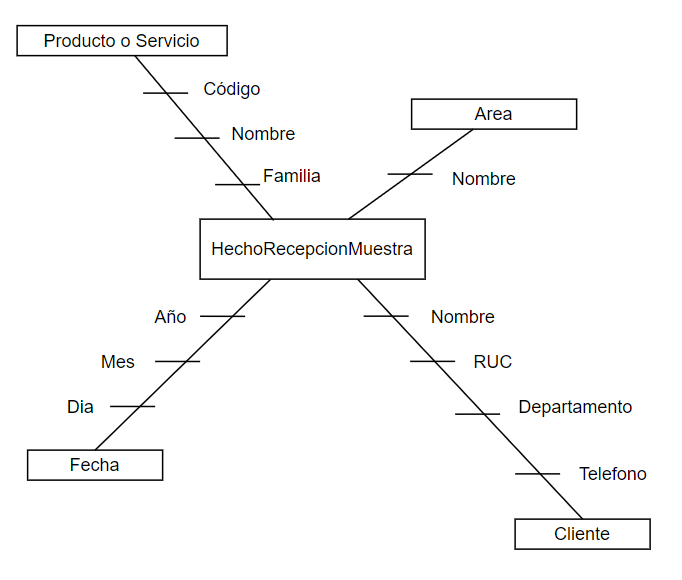 Producto o Servicio
Código
Nombre
Familia
Area
Nombre
HechoRecepcionMuestra
Año
Mes
Dia
Fecha
Nombre
RUC
Departamento
Telefono
Cliente